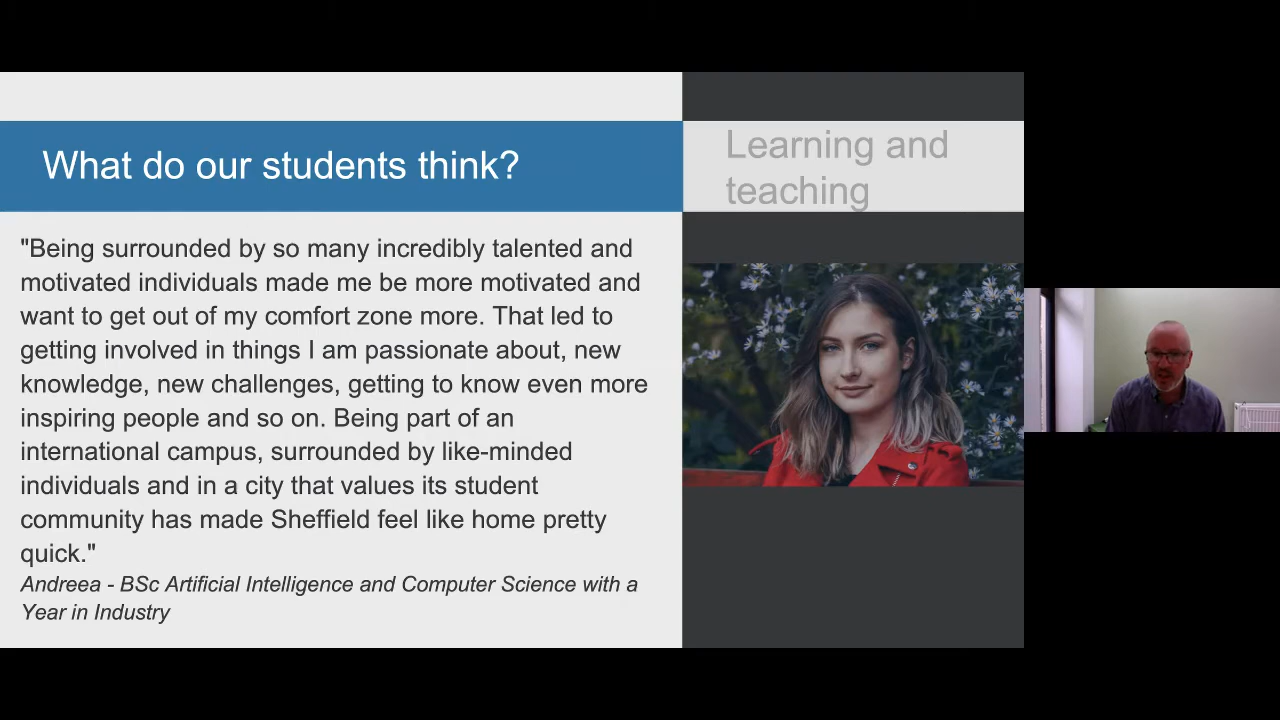 What do our students think?
Learning and
teaching
"Being surrounded by so many incredibly talented and
motivated individuals made me be more motivated and
want to get out of my comfort zone more. That led to
getting involved in things I am passionate about, new
knowledge, new challenges, getting to know even more
inspiring people and so on. Being part of an
international campus, surrounded by like-minded
individuals and in a city that values its student
community has made Sheffield feel like home pretty
quick."
Andreea - BSc Artificial Intelligence and Computer Science with a
Year in Industry